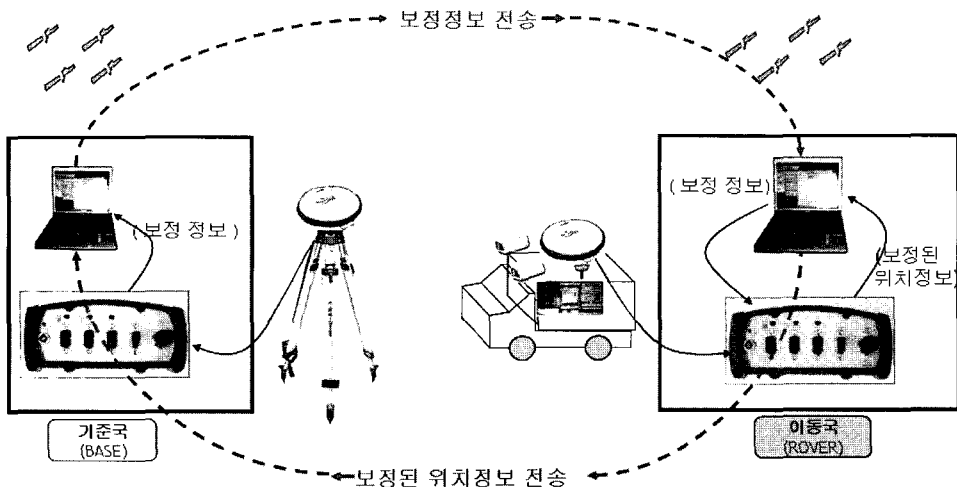 보정정보 전송
( 보정 정보 )
( 보정 정보)
(보정된
위치정보)
기준국
(BASE)
이동국
(ROVER)
보정된 위치정보 전송